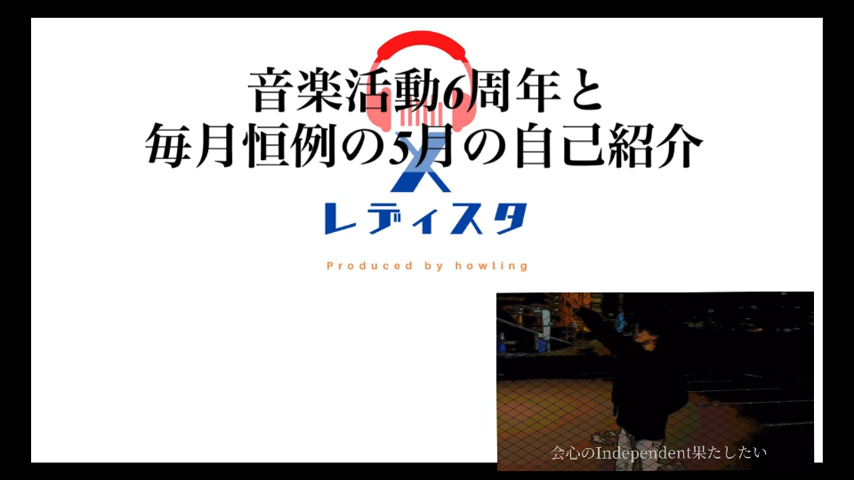 音楽活動6周年と
毎月恒例の5月の自己紹介
レディスタ
Produced by howling
会心のIndependent果たしたい